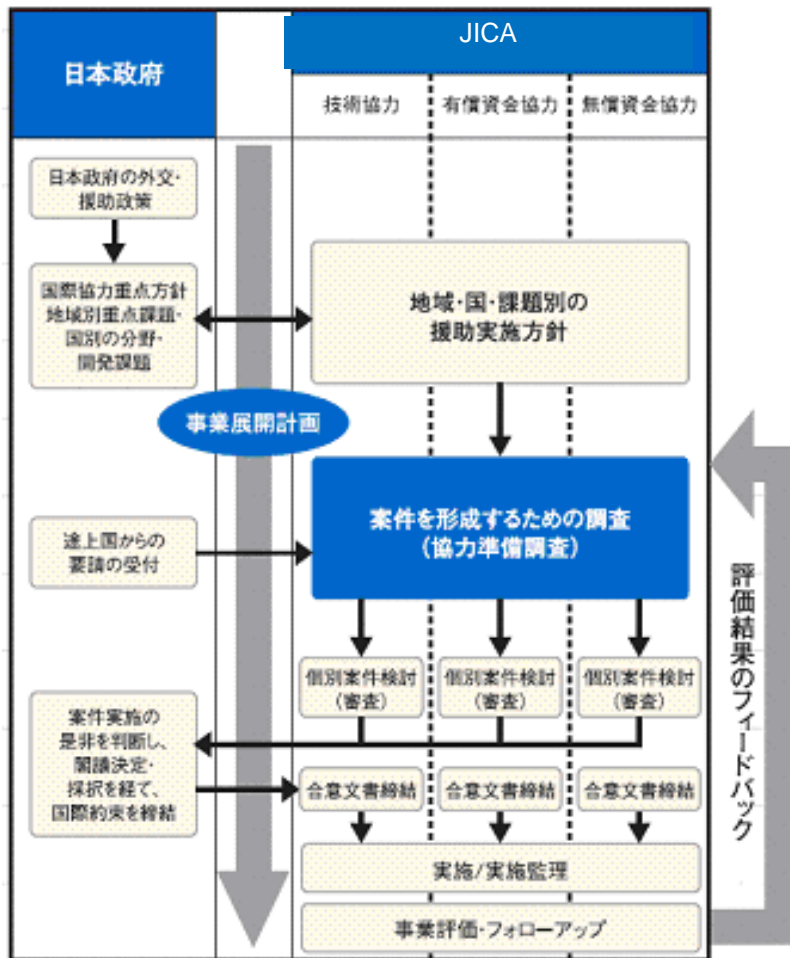 JICA
日本政府
技術協力
有償資金協力
無償資金協力
日本政府の外交・
援助政策
国際協力重点方針
地域別重点課題・
国別の分野・
開発課題
地域・国・課題別の
援助実施方針
事業展開計画
途上国からの
要請の受付
案件を形成するための調査
(協力準備調査)
個別案件検討
(審査)
個別案件検討
(審査)
個別案件検討
(審査)
案件実施の
是非を判断し、
閣議決定・
採択を経て、
国際約束を締結
合意文書締結
合意文書締結
合意文書締結
実施/実施監理
事業評価・フォローアップ
評価結果のフィードバック